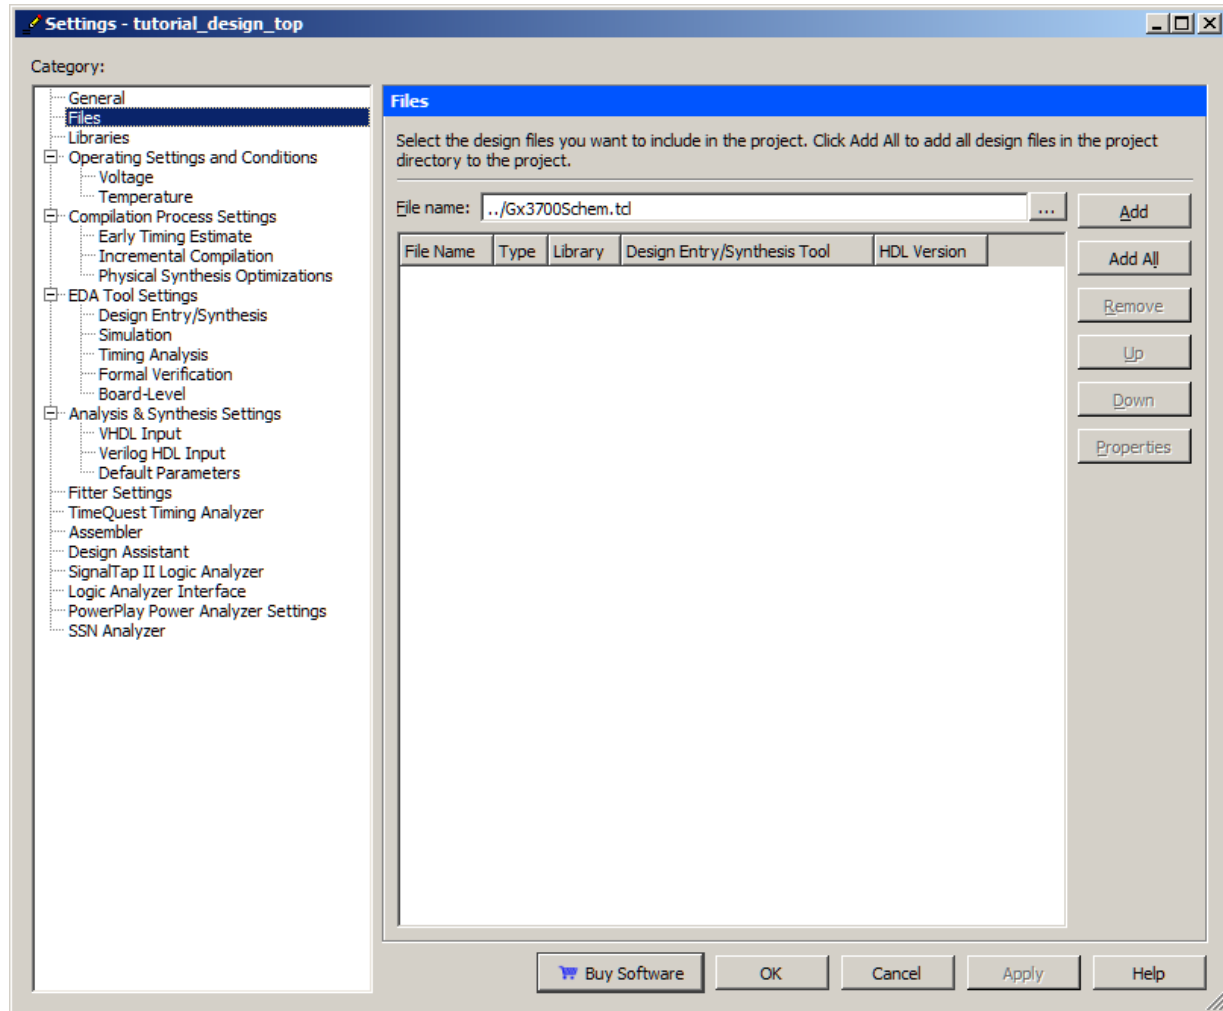 Settings - tutorial_design_top
Category:
General
Files
Libraries
Operating Settings and Conditions
Voltage
Temperature
Compilation Process Settings
Early Timing Estimate
Incremental Compilation
Physical Synthesis Optimizations
EDA Tool Settings
Design Entry/Synthesis
Simulation
Timing Analysis
Formal Verification
Board-Level
Analysis & Synthesis Settings
VHDL Input
Verilog HDL Input
Default Parameters
Fitter Settings
TimeQuest Timing Analyzer
Assembler
Design Assistant
SignalTap II Logic Analyzer
Logic Analyzer Interface
PowerPlay Power Analyzer Settings
SSN Analyzer
Files
Select the design files you want to include in the project. Click Add All to add all design files in the project
directory to the project.
File name: ../Gx3700Schem.tcl ... Add
File Name Type Library Design Entry/Synthesis Tool HDL Version
Add All
Remove
Up
Down
Properties
Buy Software OK Cancel Apply Help